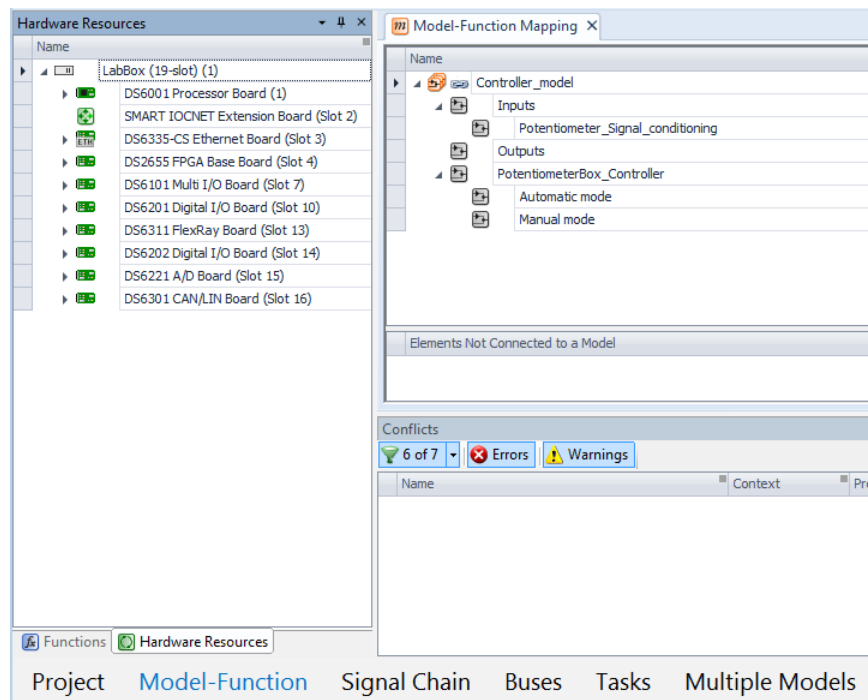 Hardware Resources
Name
LabBox (19-slot) (1)
DS6001 Processor Board (1)
SMART IOCNET Extension Board (Slot 2)
ETH
DS6335-CS Ethernet Board (Slot 3)
DS2655 FPGA Base Board (Slot 4)
DS6101 Multi I/O Board (Slot 7)
DS6201 Digital I/O Board (Slot 10)
DS6311 FlexRay Board (Slot 13)
DS6202 Digital I/O Board (Slot 14)
DS6221 A/D Board (Slot 15)
DS6301 CAN/LIN Board (Slot 16)
fx Functions
Hardware Resources
m Model-Function Mapping
Name
Controller_model
Inputs
Potentiometer_Signal_conditioning
Outputs
PotentiometerBox_Controller
Automatic mode
Manual mode
Elements Not Connected to a Model
Conflicts
6 of 7 Errors Warnings
Name Context Pr
Project Model-Function Signal Chain Buses Tasks Multiple Models